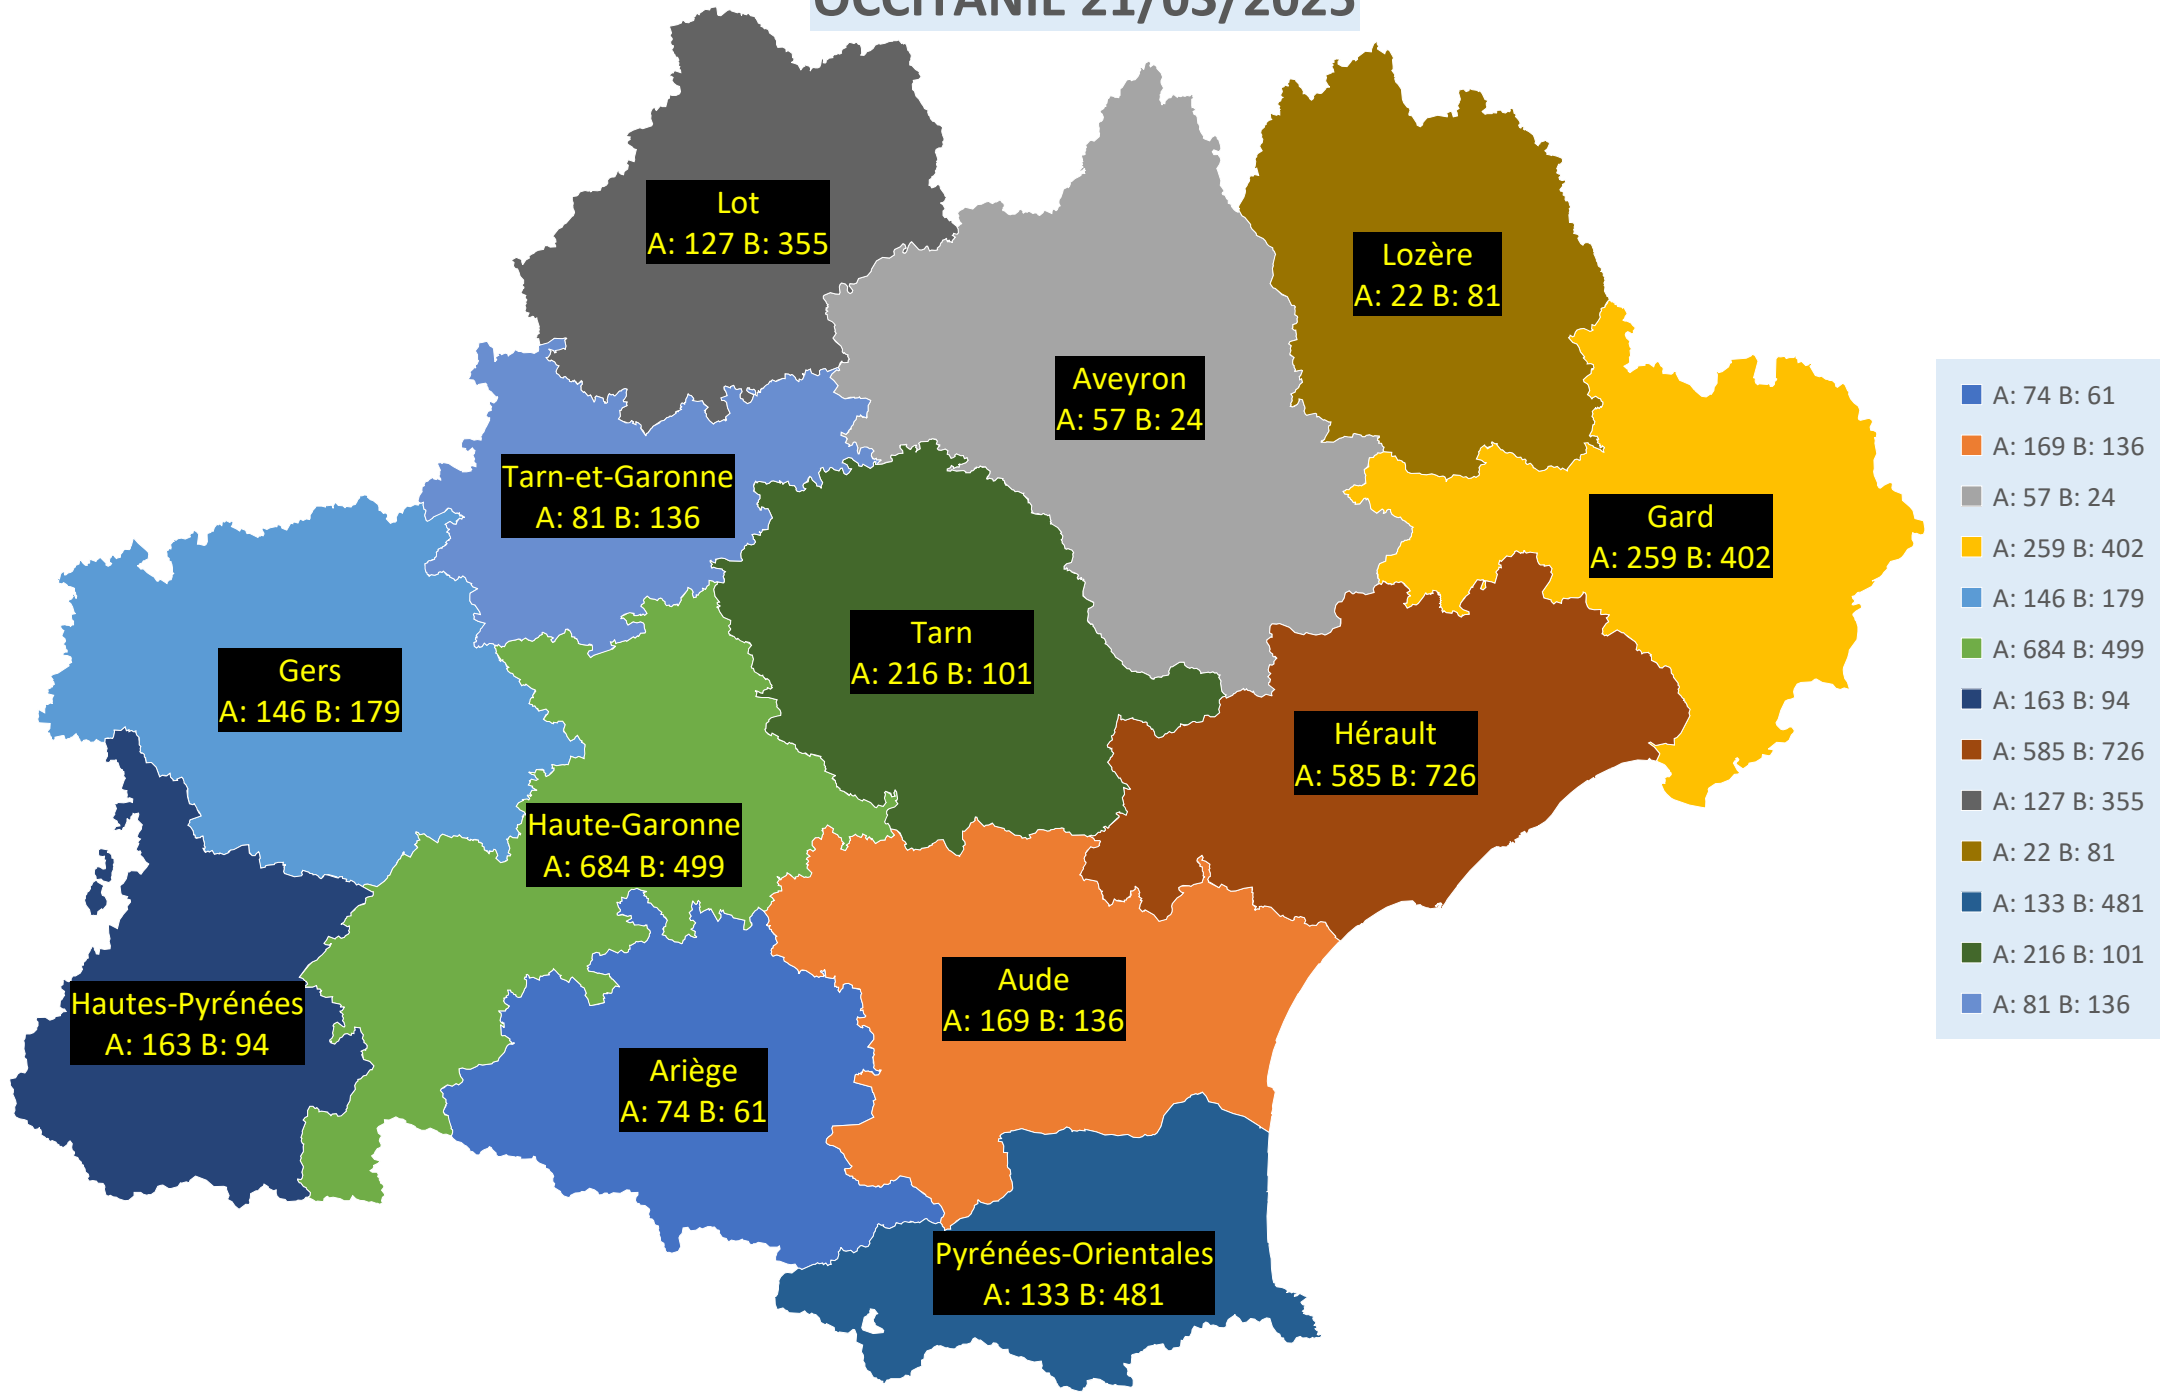 OCCITANIE
Lot
A: 127 B: 355
Lozère
A: 22 B: 81
Aveyron
A: 57 B: 24
Tarn-et-Garonne
A: 81 B: 136
Gard
A: 259 B: 402
Tarn
A: 216 B: 101
Gers
A: 146 B: 179
Hérault
A: 585 B: 726
Haute-Garonne
A: 684 B: 499
Aude
A: 169 B: 136
Hautes-Pyrénées
A: 163 B: 94
Ariège
A: 74 B: 61
Pyrénées-Orientales
A: 133 B: 481
A: 74 B: 61
A: 169 B: 136
A: 57 B: 24
A: 259 B: 402
A: 146 B: 179
A: 684 B: 499
A: 163 B: 94
A: 585 B: 726
A: 127 B: 355
A: 22 B: 81
A: 133 B: 481
A: 216 B: 101
A: 81 B: 136